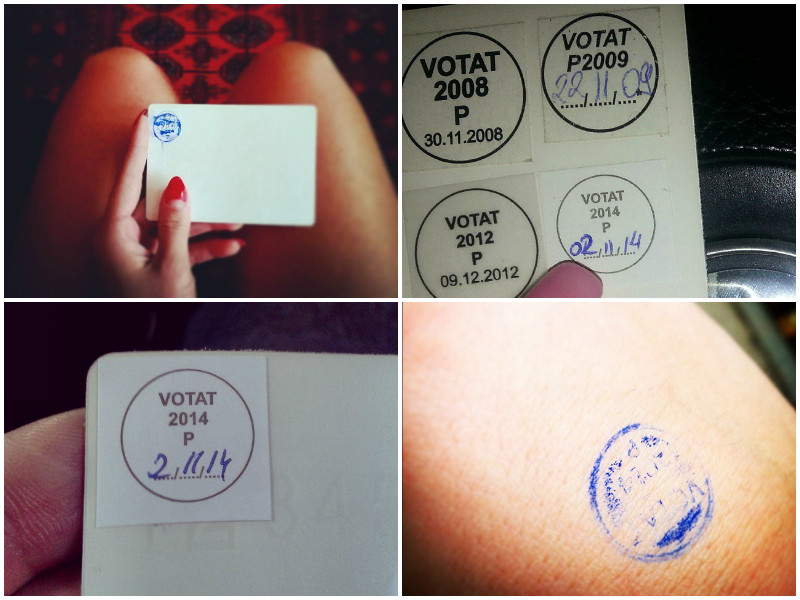 VOTAT
2008
P
30.11.2008
VOTAT
P2009
22.11.09
VOTAT
2012
P
09.12.2012
VOTAT
2014
P
02.11.14
VOTAT
2014
P
2.11.14